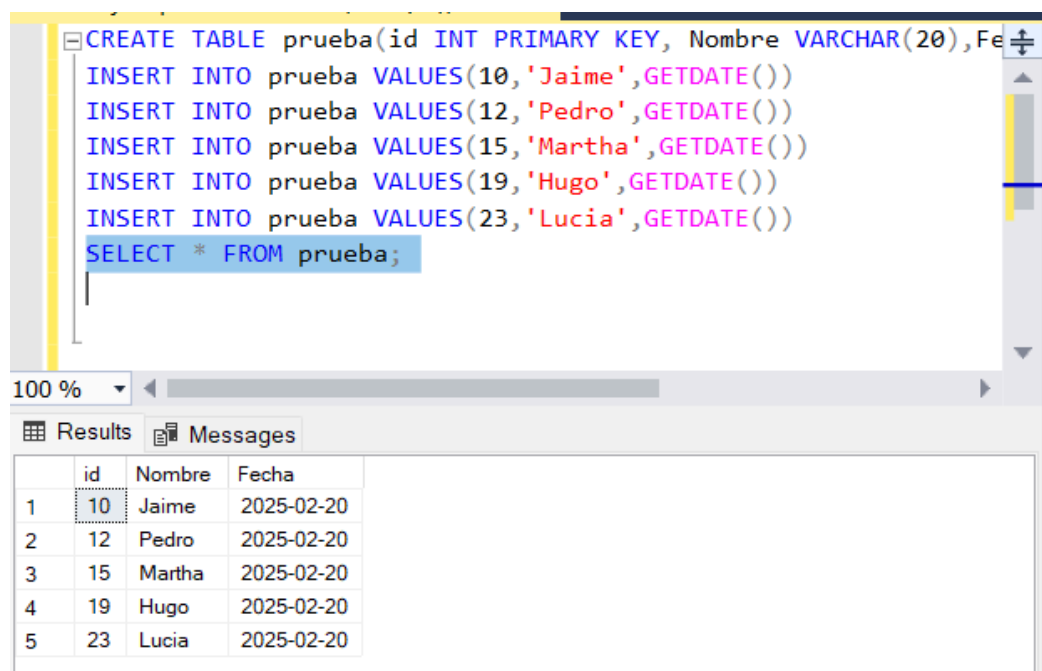 CREATE TABLE prueba(id INT PRIMARY KEY, Nombre VARCHAR(20),Fe
INSERT INTO prueba VALUES(10,'Jaime',GETDATE())
INSERT INTO prueba VALUES(12,'Pedro',GETDATE())
INSERT INTO prueba VALUES(15,'Martha',GETDATE())
INSERT INTO prueba VALUES(19,'Hugo',GETDATE())
INSERT INTO prueba VALUES(23,'Lucia',GETDATE())
SELECT * FROM prueba;
100 %
Results Messages
id Nombre Fecha
1 10 Jaime 2025-02-20
2 12 Pedro 2025-02-20
3 15 Martha 2025-02-20
4 19 Hugo 2025-02-20
5 23 Lucia 2025-02-20